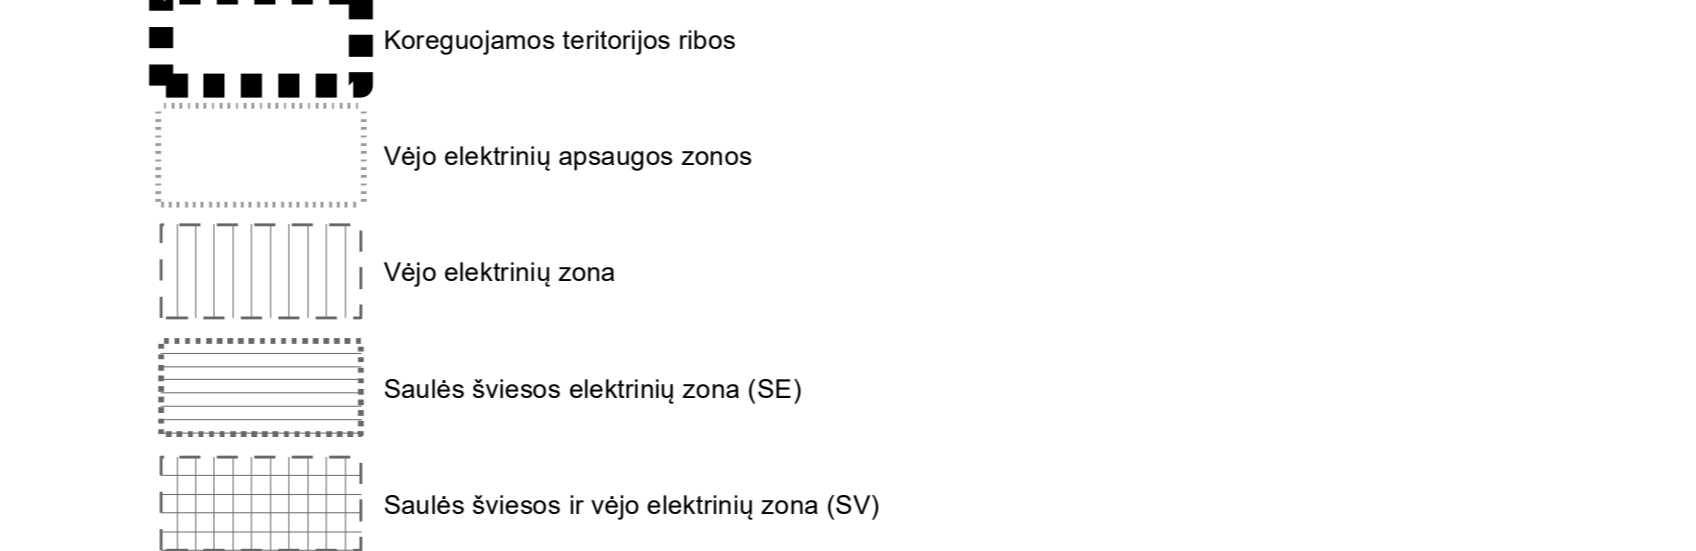 Koreguojamos teritorijos ribos
Vėjo elektrinių apsaugos zonos
Vėjo elektrinių zona
Saulės šviesos elektrinių zona (SE)
Saulės šviesos ir vėjo elektrinių zona (SV)